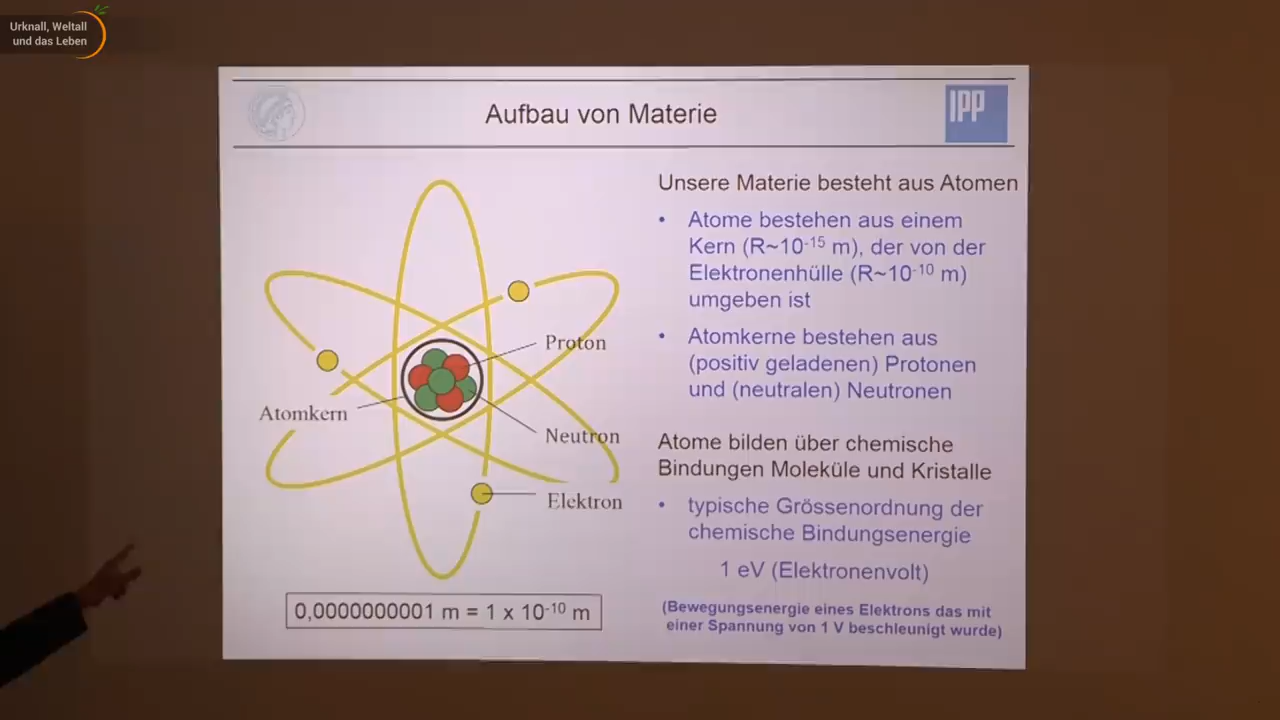 Urknall, Weltall
und das Leben
Aufbau von Materie
IPP
Unsere Materie besteht aus Atomen
• Atome bestehen aus einem
Kern (R~10⁻¹⁵ m), der von der
Elektronenhülle (R~10⁻¹⁰ m)
umgeben ist
• Atomkerne bestehen aus
(positiv geladenen) Protonen
und (neutralen) Neutronen
Atome bilden über chemische
Bindungen Moleküle und Kristalle
• typische Grössenordnung der
chemische Bindungsenergie
1 eV (Elektronenvolt)
(Bewegungsenergie eines Elektrons das mit
einer Spannung von 1 V beschleunigt wurde)
Proton
Atomkern
Neutron
Elektron
0,0000000001 m = 1 x 10⁻¹⁰ m